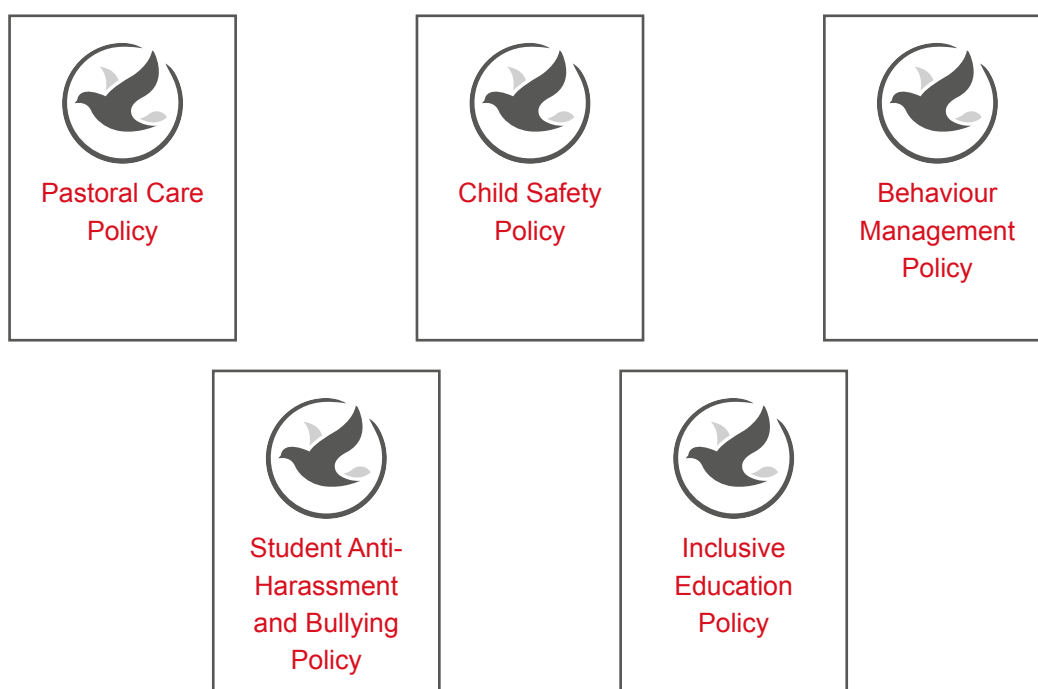 Pastoral Care
Policy
Child Safety
Policy
Behaviour
Management
Policy
Student Anti-
Harassment
and Bullying
Policy
Inclusive
Education
Policy